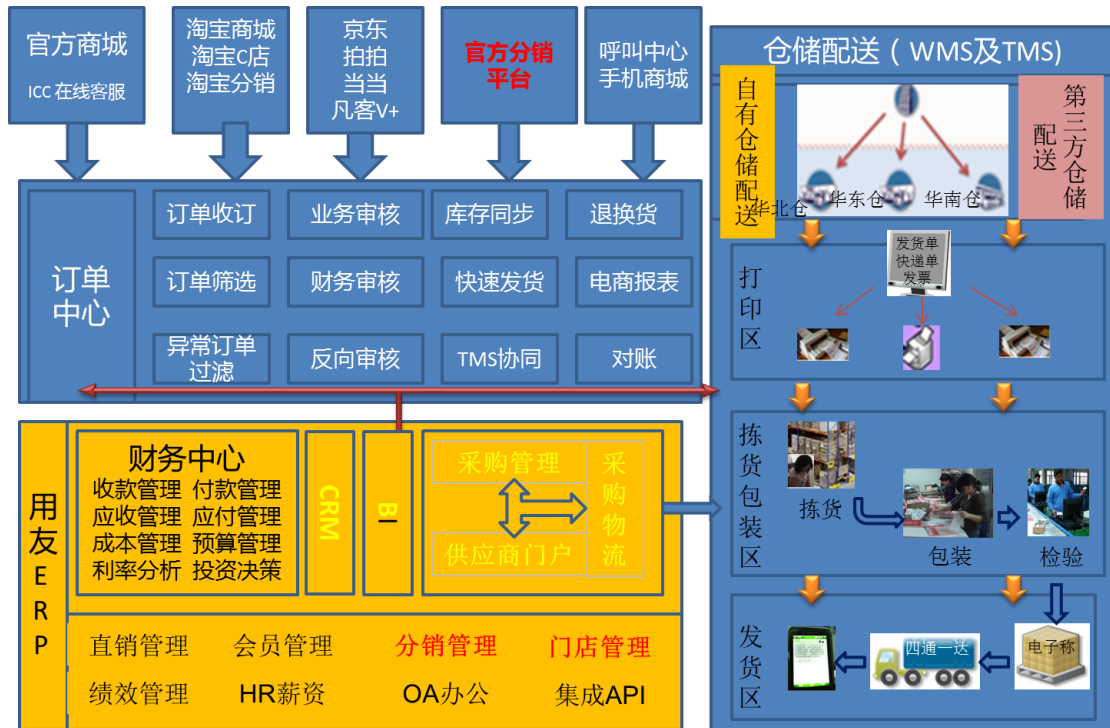 官方商城
ICC 在线客服
淘宝商城
淘宝C店
淘宝分销
京东
拍拍
当当
凡客V+
官方分销
平台
呼叫中心
手机商城
订单
中心
订单收订
业务审核
库存同步
退换货
订单筛选
财务审核
快速发货
电商报表
异常订单
过滤
反向审核
TMS协同
对账
用友ERP
财务中心
收款管理 付款管理
应收管理 应付管理
成本管理 预算管理
利率分析 投资决策
CRM
BI
采购管理
供应商门户
采购物流
直销管理
会员管理
分销管理
门店管理
绩效管理
HR薪资
OA办公
集成API
仓储配送（ WMS及TMS)
自有仓储配送
第三方仓储
配送
华北仓
华东仓
华南仓
打印区
发货单
快递单
发票
拣货包装区
拣货
包装
检验
发货区
四通一达
电子称